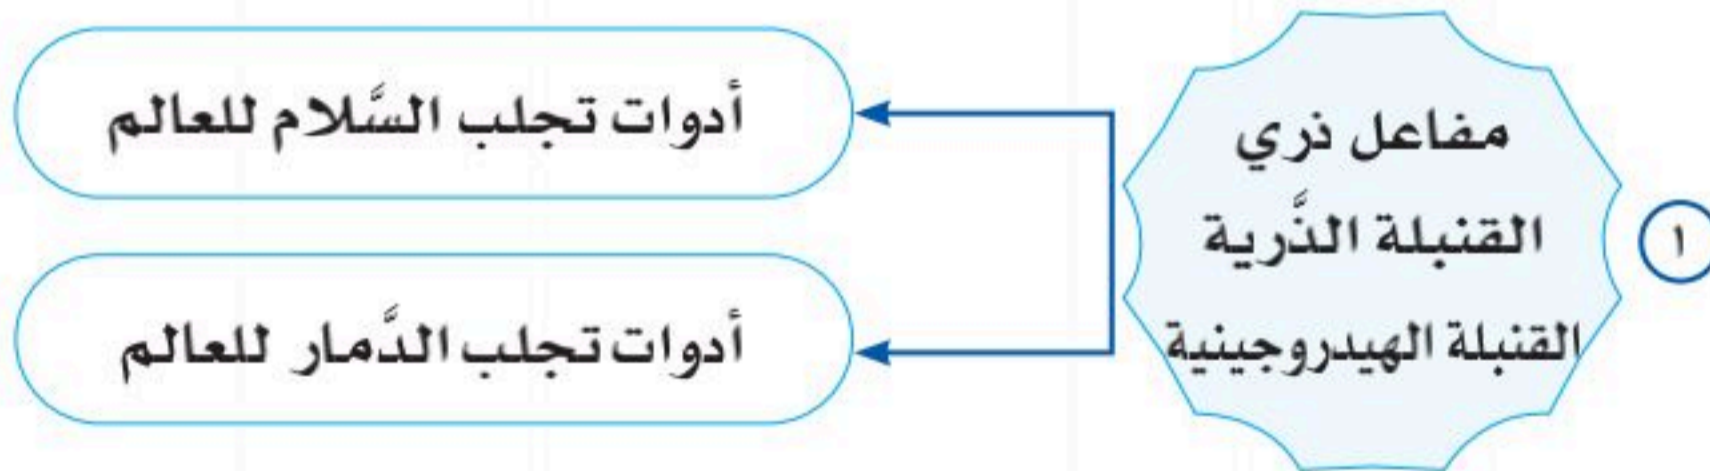 ١
مفاعل ذري
القنبلة الذَّرية
القنبلة الهيدروجينية
أدوات تجلب السَّلام للعالم
أدوات تجلب الدَّمار للعالم